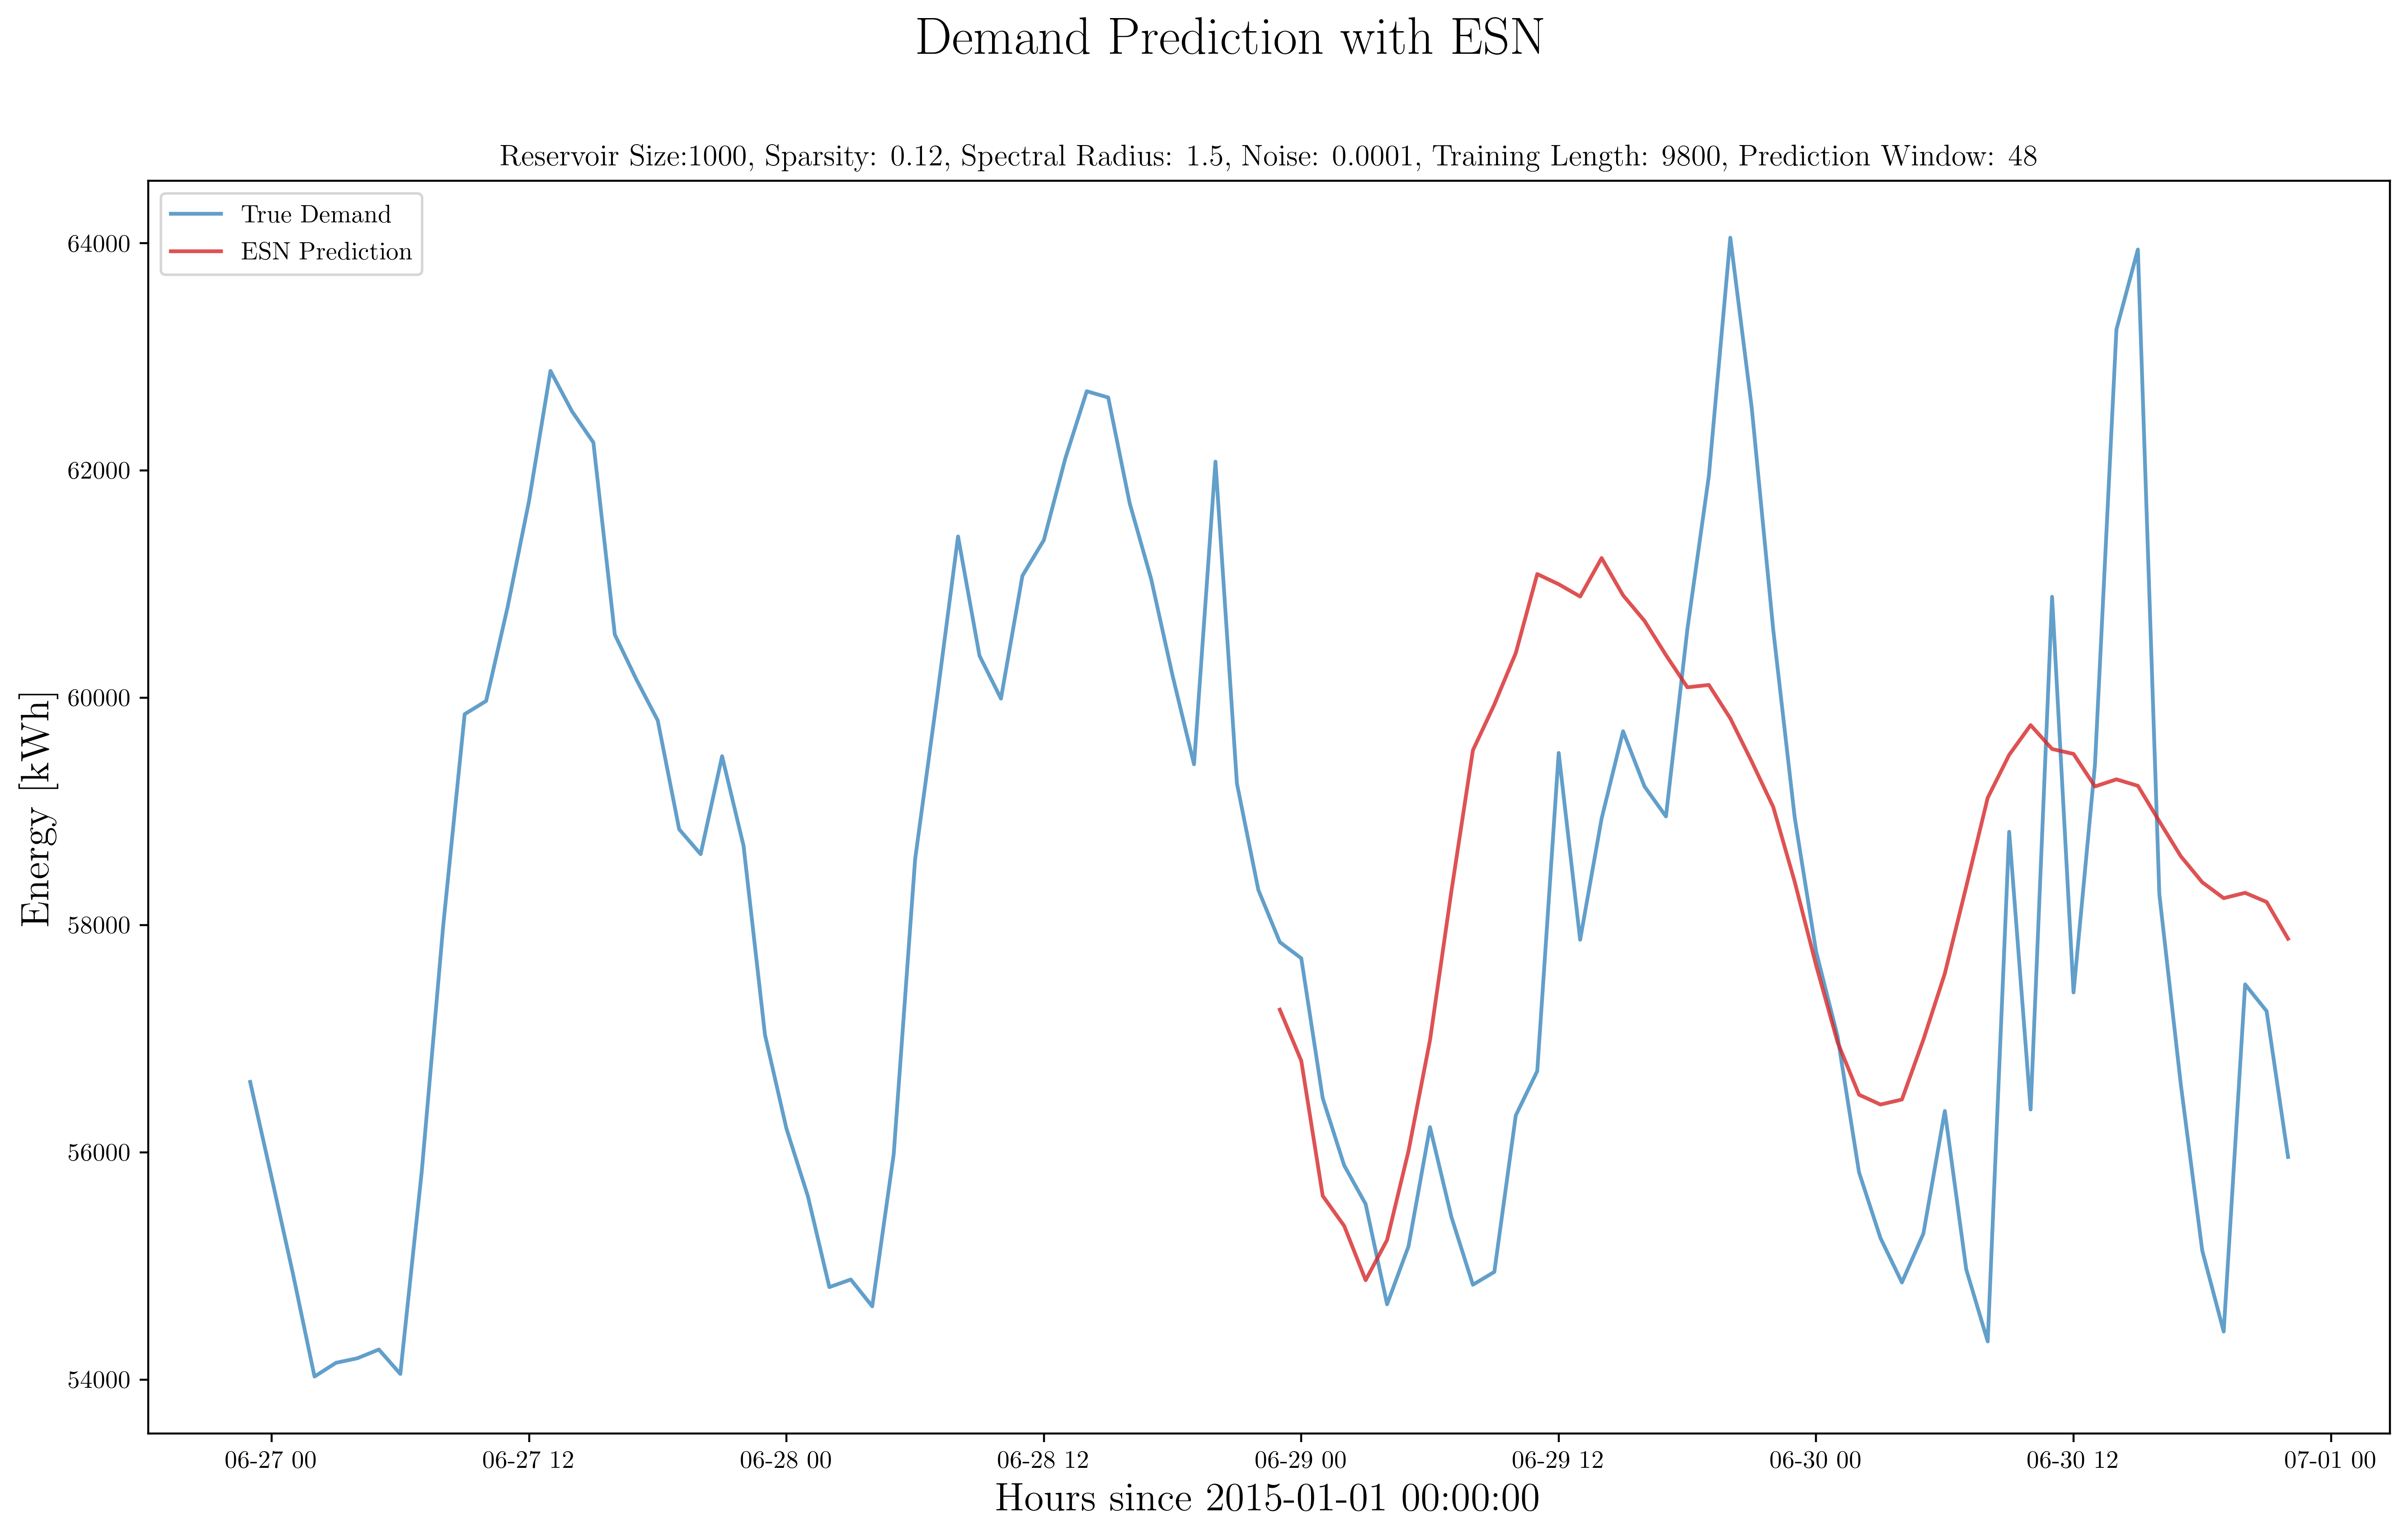 Demand Prediction with ESN
Reservoir Size:1000, Sparsity: 0.12, Spectral Radius: 1.5, Noise: 0.0001, Training Length: 9800, Prediction Window: 48
True Demand
ESN Prediction
64000
62000
60000
58000
56000
54000
Energy [kWh]
06-27 00 06-27 12 06-28 00 06-28 12 06-29 00 06-29 12 06-30 00 06-30 12 07-01 00
Hours since 2015-01-01 00:00:00